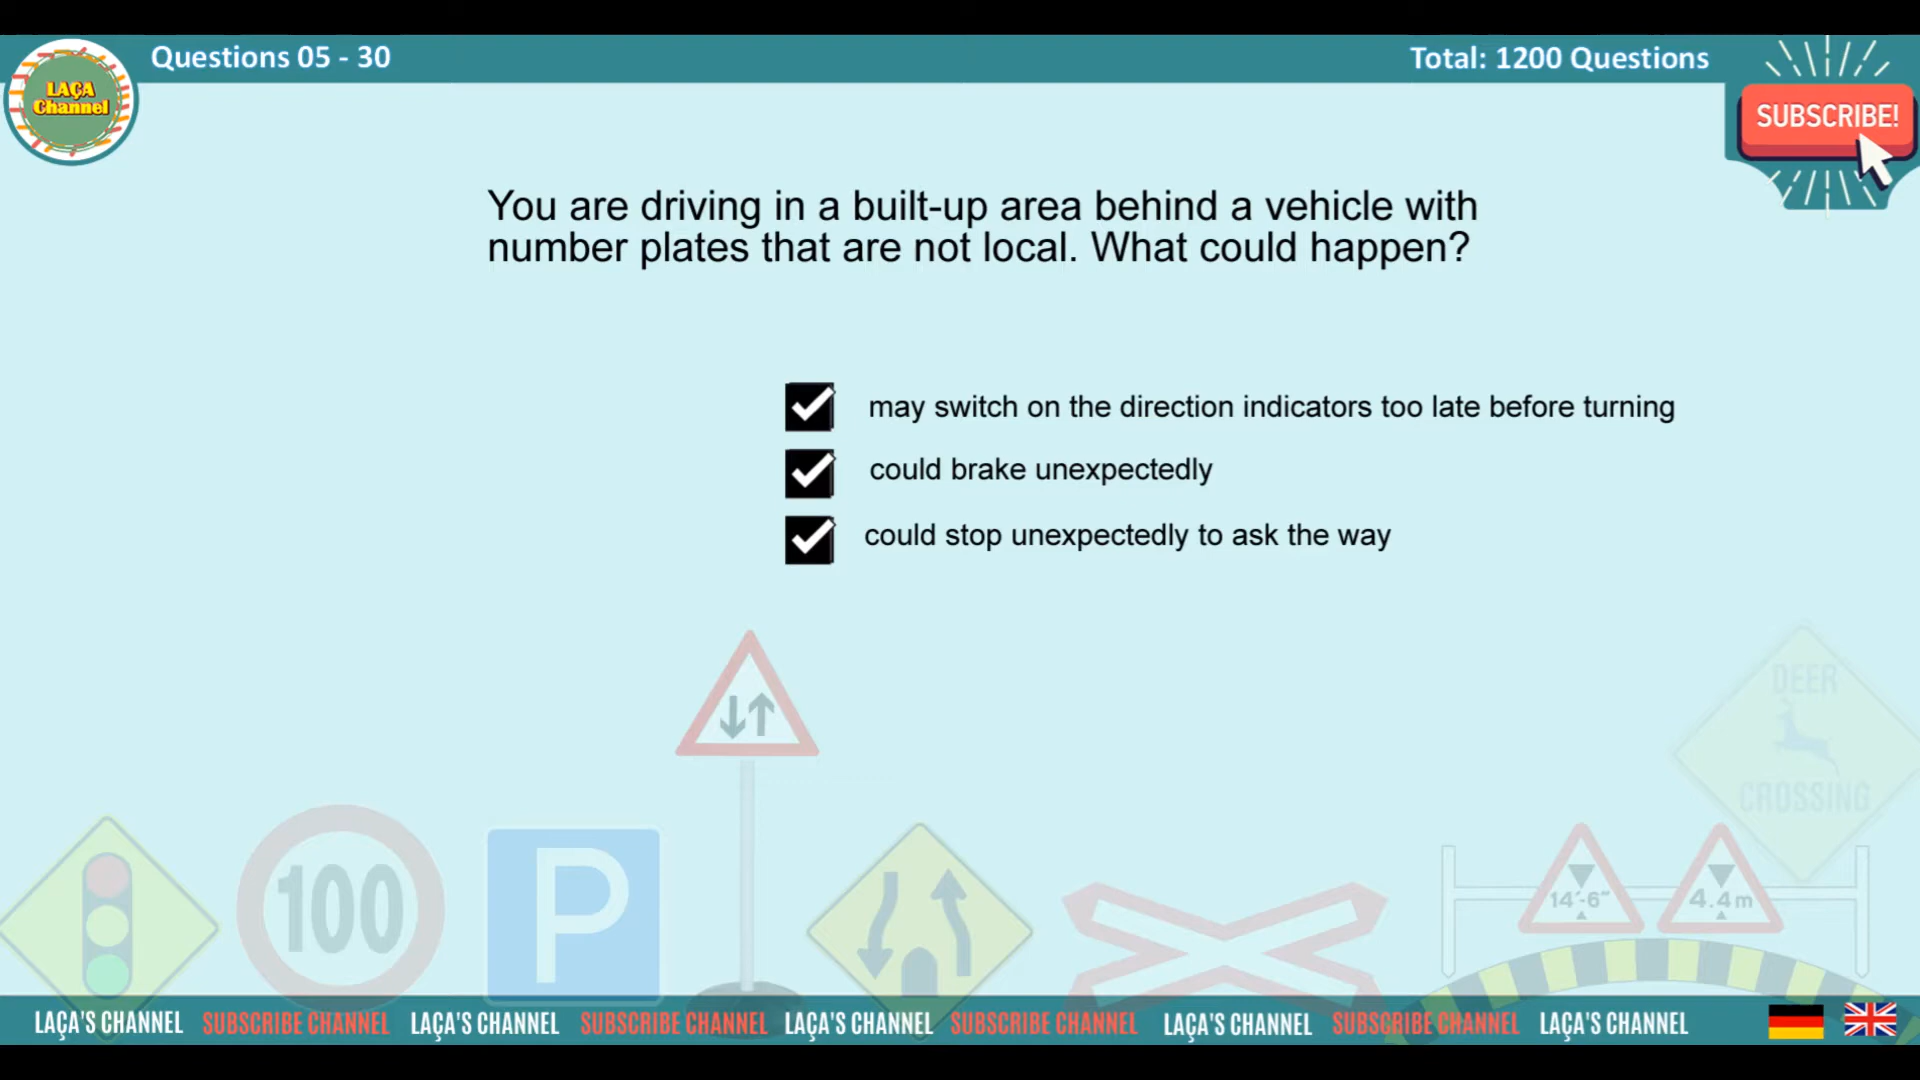 Questions 05 - 30
Total: 1200 Questions
LAÇA
Channel
SUBSCRIBE!
You are driving in a built-up area behind a vehicle with
number plates that are not local. What could happen?
may switch on the direction indicators too late before turning
could brake unexpectedly
could stop unexpectedly to ask the way
DEER
CROSSING
100
P
14'-6"
4.4m
LAÇA'S CHANNEL SUBSCRIBE CHANNEL LAÇA'S CHANNEL SUBSCRIBE CHANNEL LAÇA'S CHANNEL SUBSCRIBE CHANNEL LAÇA'S CHANNEL SUBSCRIBE CHANNEL LAÇA'S CHANNEL